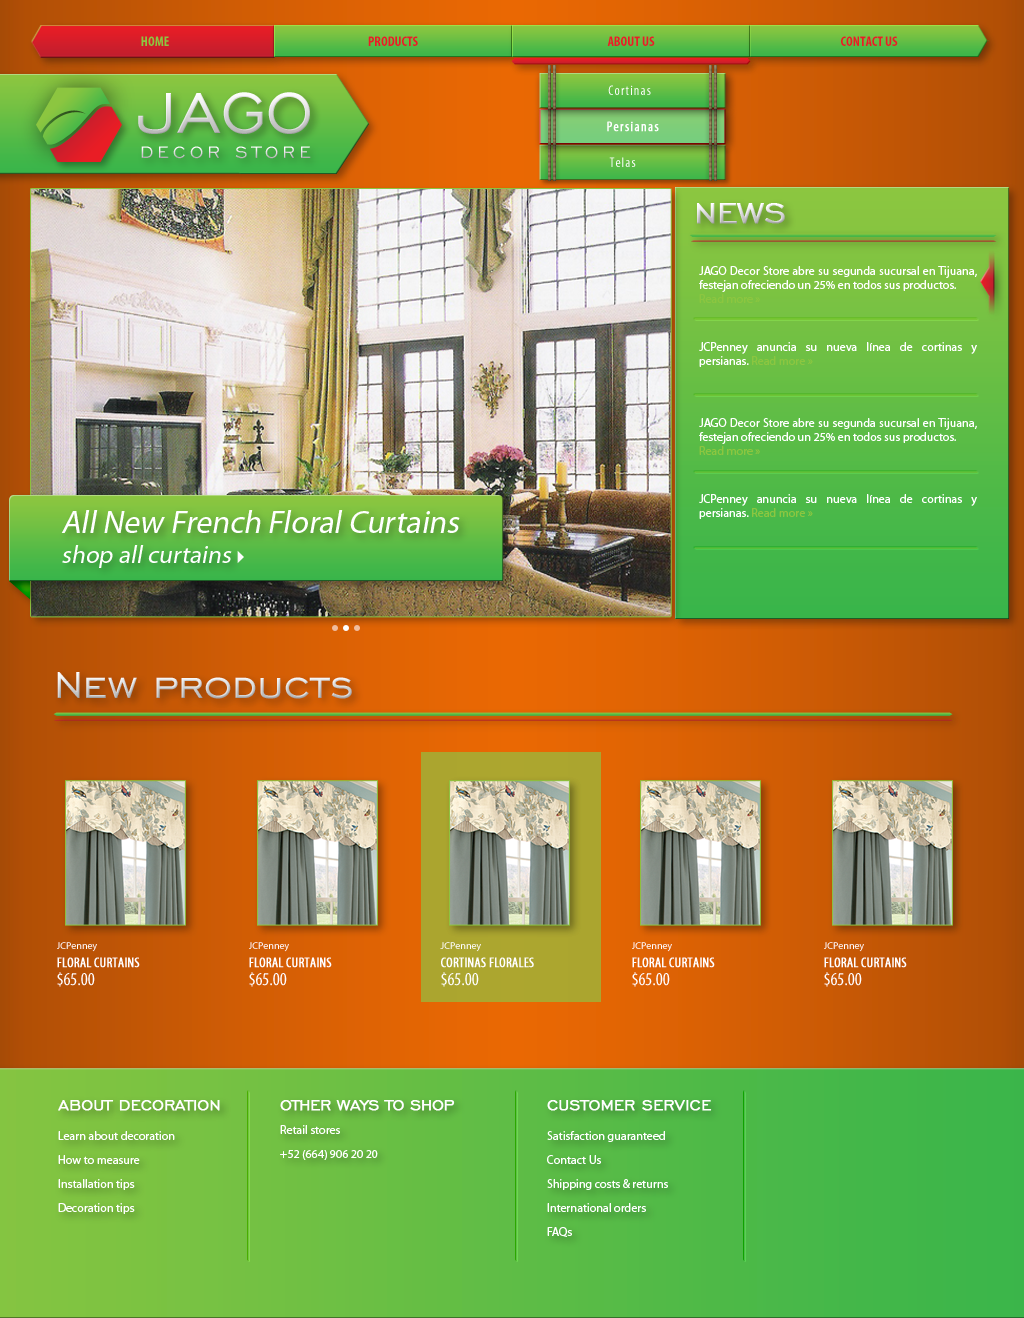 HOME
PRODUCTS
ABOUT US
CONTACT US
JAGO
DECOR STORE
Cortinas
Persianas
Telas
All New French Floral Curtains
shop all curtains
NEWS
JAGO Decor Store abre su segunda sucursal en Tijuana,
festejan ofreciendo un 25% en todos sus productos.
Read more »
JCPenney anuncia su nueva línea de cortinas y
persianas. Read more »
JAGO Decor Store abre su segunda sucursal en Tijuana,
festejan ofreciendo un 25% en todos sus productos.
Read more »
JCPenney anuncia su nueva línea de cortinas y
persianas. Read more »
NEW PRODUCTS
JCPenney
FLORAL CURTAINS
$65.00
JCPenney
FLORAL CURTAINS
$65.00
JCPenney
CORTINAS FLORALES
$65.00
JCPenney
FLORAL CURTAINS
$65.00
JCPenney
FLORAL CURTAINS
$65.00
ABOUT DECORATION
Learn about decoration
How to measure
Installation tips
Decoration tips
OTHER WAYS TO SHOP
Retail stores
+52 (664) 906 20 20
CUSTOMER SERVICE
Satisfaction guaranteed
Contact Us
Shipping costs & returns
International orders
FAQs